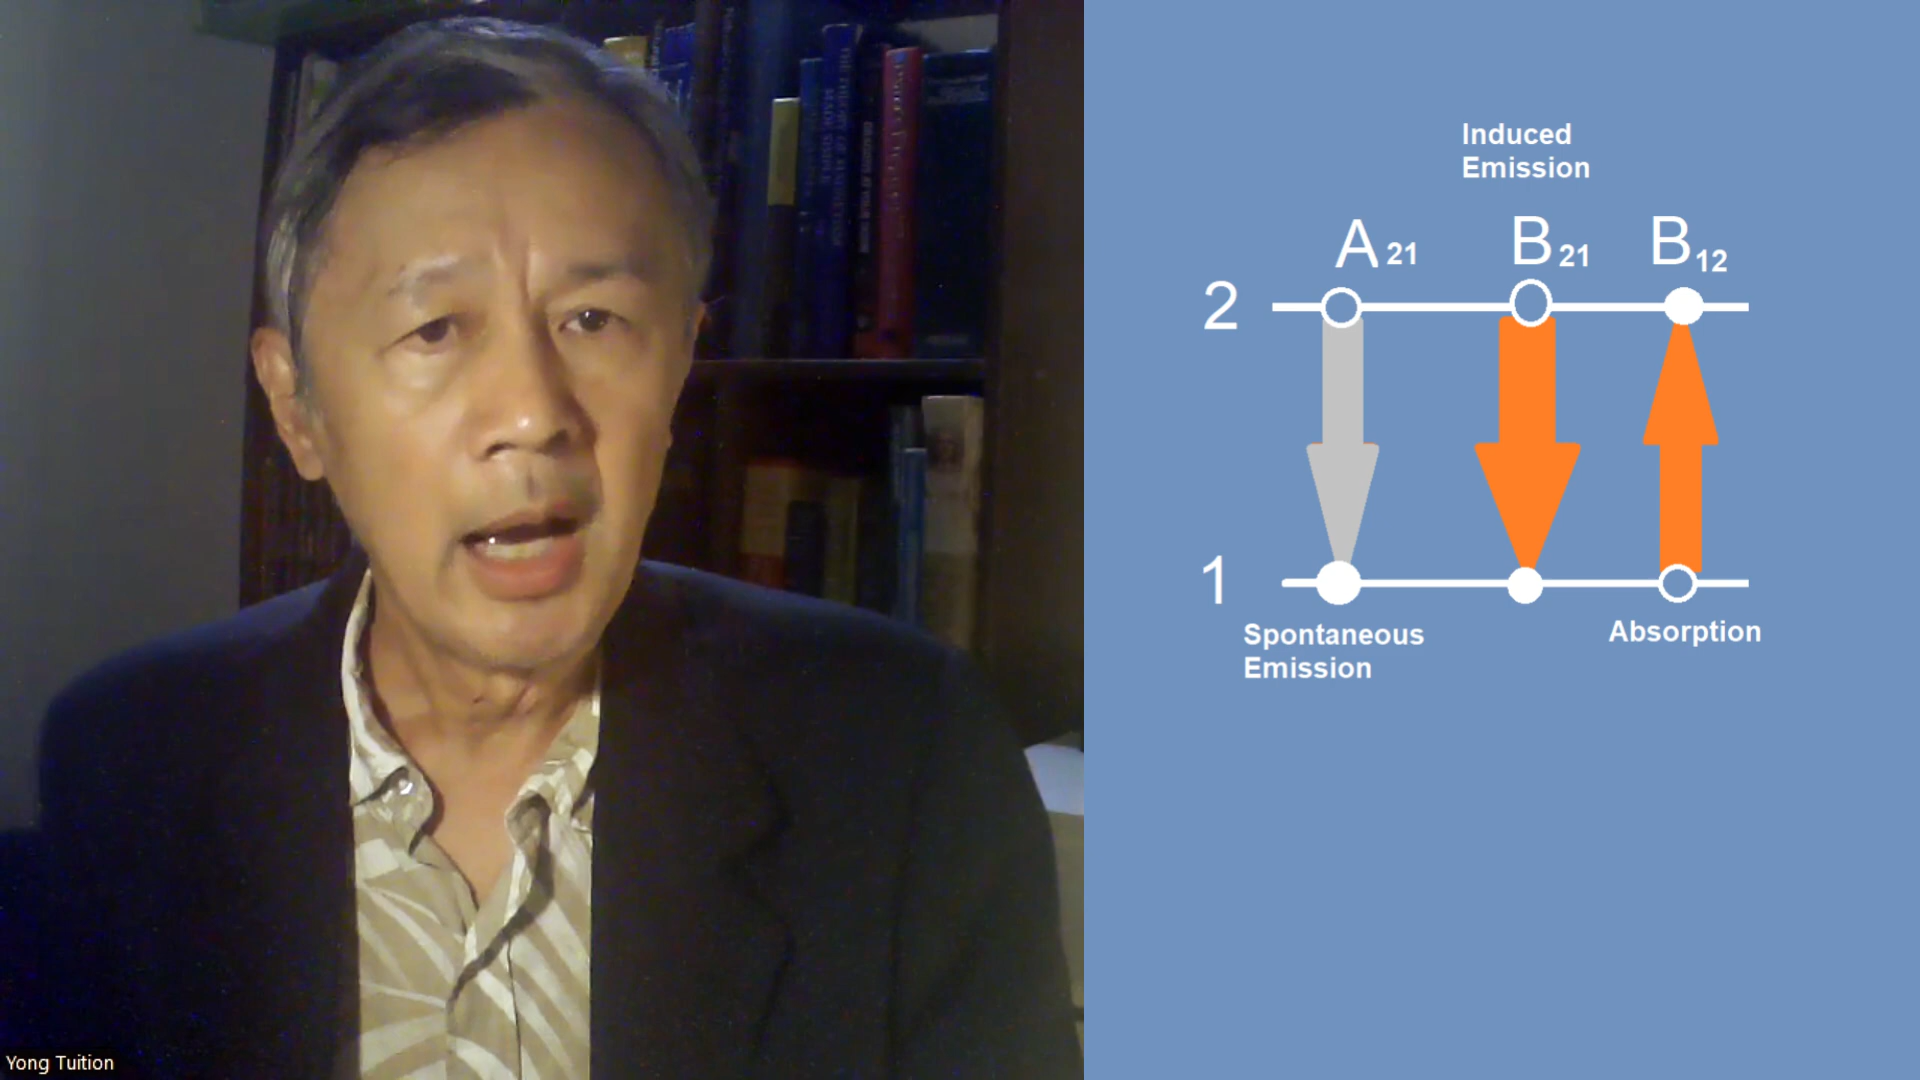 Induced
Emission
A21 B21 B12
2
1
Spontaneous
Emission
Absorption
Yong Tuition